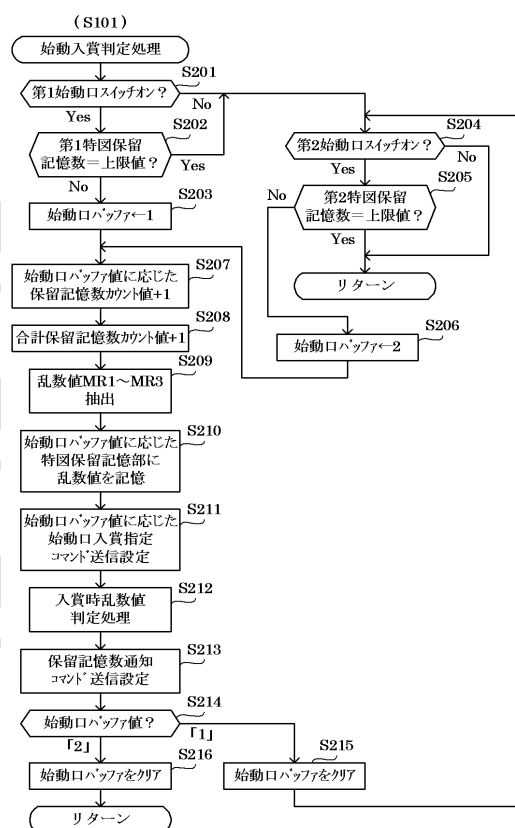 (S101)
始動入賞判定処理
S201
第1始動口スイッチオン?
No
Yes
S202
第1特図保留
記憶数=上限値?
Yes
No
S203
始動口バッファ←1
S204
第2始動口スイッチオン?
Yes
No
S205
第2特図保留
記憶数=上限値?
No
Yes
リターン
S206
始動口バッファ←2
S207
始動口バッファ値に応じた
保留記憶数カウント値+1
S208
合計保留記憶数カウント値+1
S209
乱数値MR1~MR3
抽出
S210
始動口バッファ値に応じた
特図保留記憶部に
乱数値を記憶
S211
始動口バッファ値に応じた
始動口入賞指定
コマンド送信設定
S212
入賞時乱数値
判定処理
S213
保留記憶数通知
コマンド送信設定
S214
始動口バッファ値?
「2」
「1」
S216
始動口バッファをクリア
S215
始動口バッファをクリア
リターン